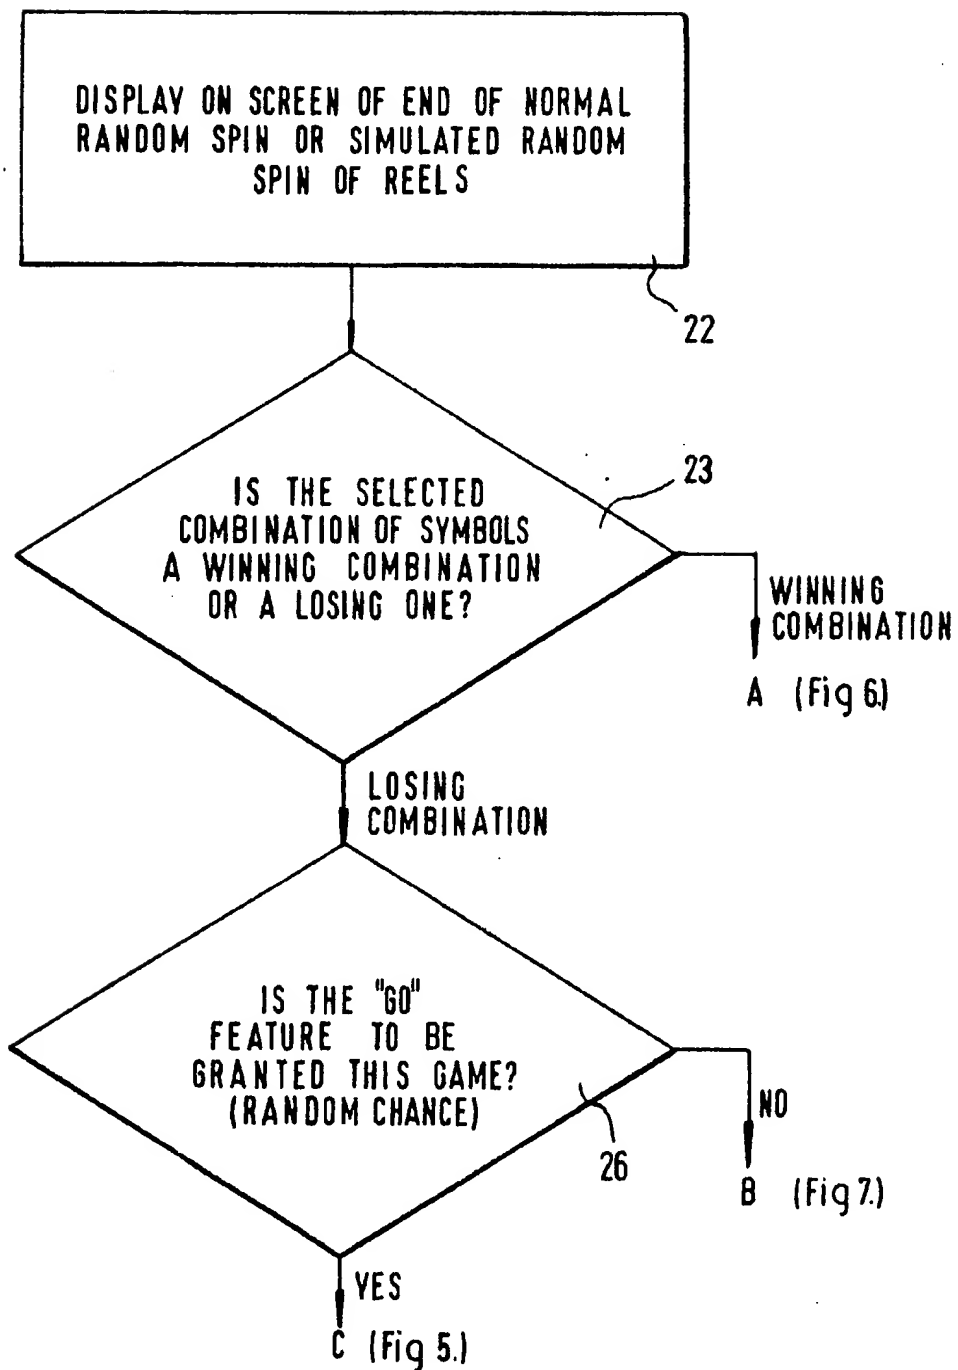 DISPLAY ON SCREEN OF END OF NORMAL
RANDOM SPIN OR SIMULATED RANDOM
SPIN OF REELS
22
23
IS THE SELECTED
COMBINATION OF SYMBOLS
A WINNING COMBINATION
OR A LOSING ONE?
WINNING
COMBINATION
A (Fig 6.)
LOSING
COMBINATION
IS THE "GO"
FEATURE TO BE
GRANTED THIS GAME?
(RANDOM CHANCE)
26
NO
B (Fig 7.)
YES
C (Fig 5.)